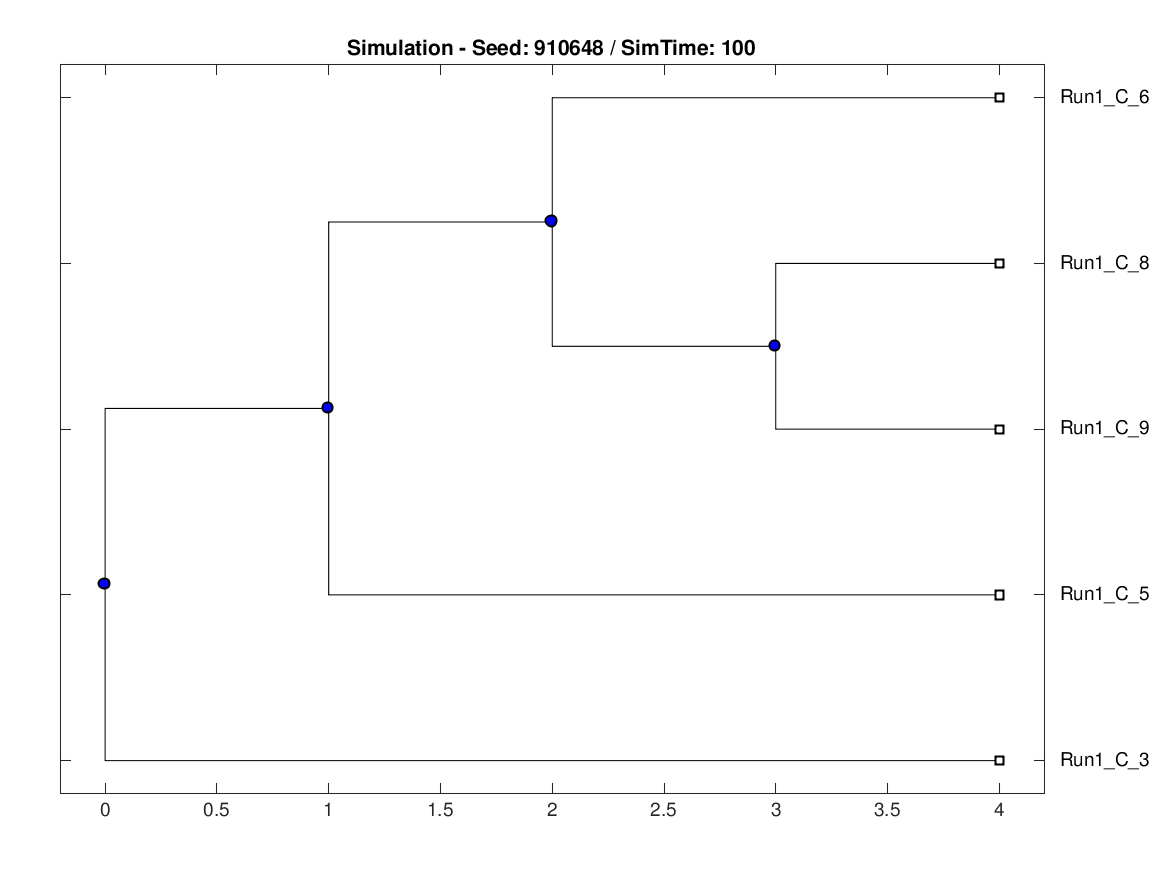 Simulation - Seed: 910648 / SimTime: 100
Run1_C_6
Run1_C_8
Run1_C_9
Run1_C_5
Run1_C_3
0 0.5 1 1.5 2 2.5 3 3.5 4